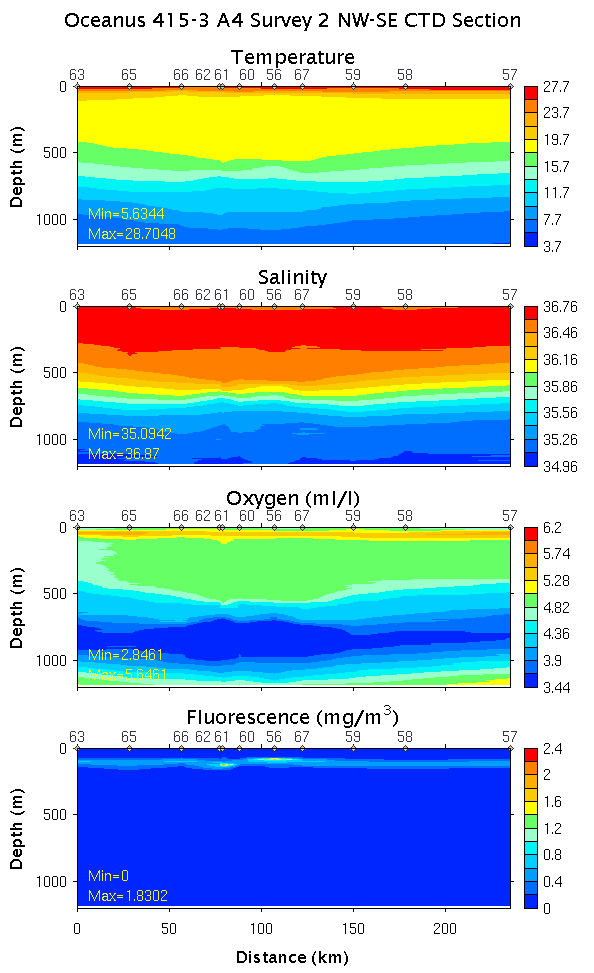 Oceanus 415-3 A4 Survey 2 NW-SE CTD Section
Temperature
63 65 66 62 61 60 56 67 59 58 57
Depth (m)
0
500
1000
Min=5.6344
Max=28.7048
27.7
23.7
19.7
15.7
11.7
7.7
3.7
Salinity
63 65 66 62 61 60 56 67 59 58 57
Depth (m)
0
500
1000
Min=35.0942
Max=36.87
36.76
36.46
36.16
35.86
35.56
35.26
34.96
Oxygen (ml/l)
63 65 66 62 61 60 56 67 59 58 57
Depth (m)
0
500
1000
Min=2.8461
Max=5.6461
6.2
5.74
5.28
4.82
4.36
3.9
3.44
Fluorescence (mg/m³)
63 65 66 62 61 60 56 67 59 58 57
Depth (m)
0
500
1000
Min=0
Max=1.8302
2.4
2
1.6
1.2
0.8
0.4
0
0 50 100 150 200
Distance (km)